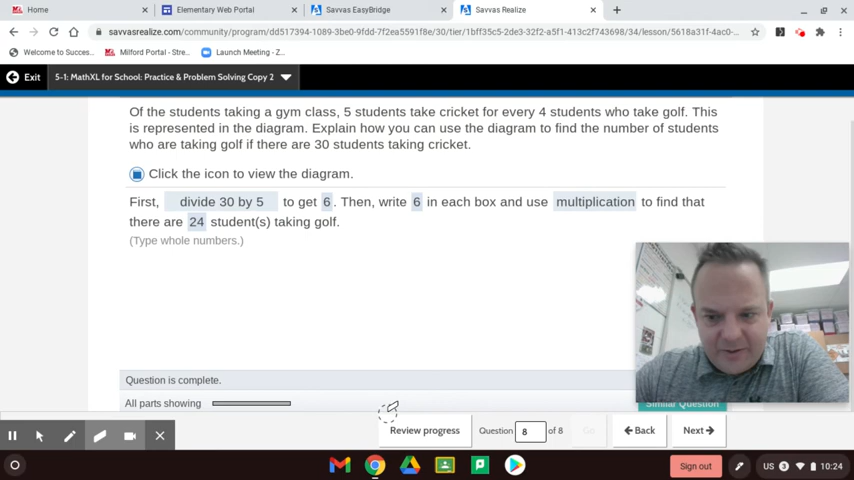 Home
Elementary Web Portal
Savvas EasyBridge
Savvas Realize
savvasrealize.com/community/program/dd517394-1089-3be0-9fdd-7f2ea5591f8e/30/tier/1bff35c5-2de3-32f2-a5f1-413c2f743698/34/lesson/5618a31f-4ac0-...
Welcome to Succes...
Milford Portal - Stre...
Launch Meeting - Z...
Exit
5-1: MathXL for School: Practice & Problem Solving Copy 2
Of the students taking a gym class, 5 students take cricket for every 4 students who take golf. This
is represented in the diagram. Explain how you can use the diagram to find the number of students
who are taking golf if there are 30 students taking cricket.
Click the icon to view the diagram.
First, divide 30 by 5 to get 6. Then, write 6 in each box and use multiplication to find that
there are 24 student(s) taking golf.
(Type whole numbers.)
Question is complete.
All parts showing
Similar Question
Review progress
Question 8 of 8
Go
Back
Next
Sign out
US
3
10:24